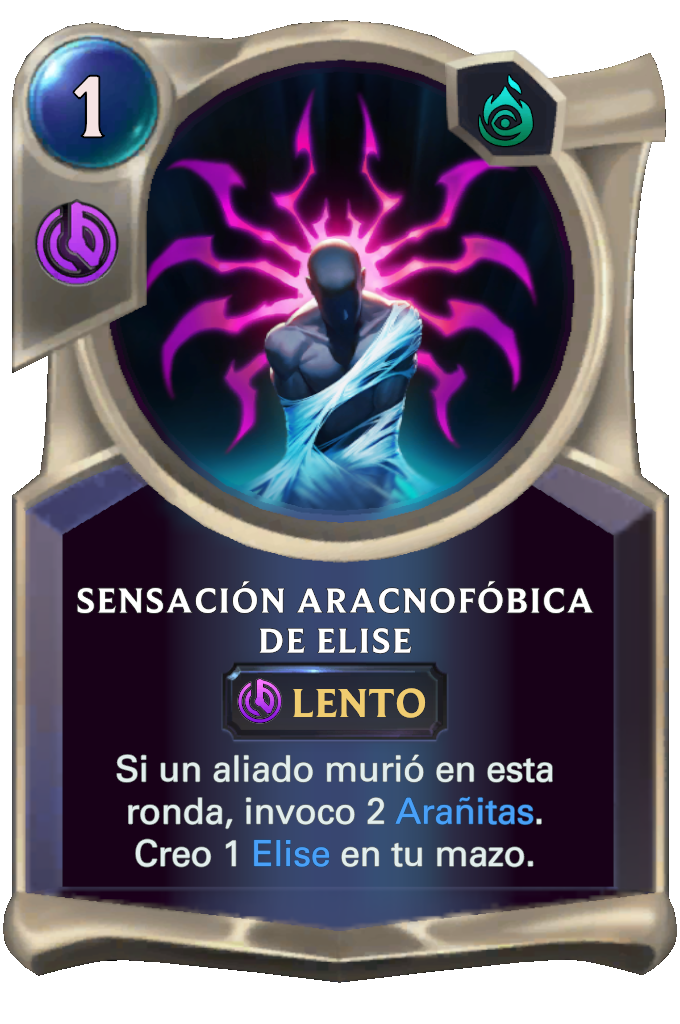 1
SENSACIÓN ARACNOFÓBICA
DE ELISE
LENTO
Si un aliado murió en esta
ronda, invoco 2 Arañitas.
Creo 1 Elise en tu mazo.